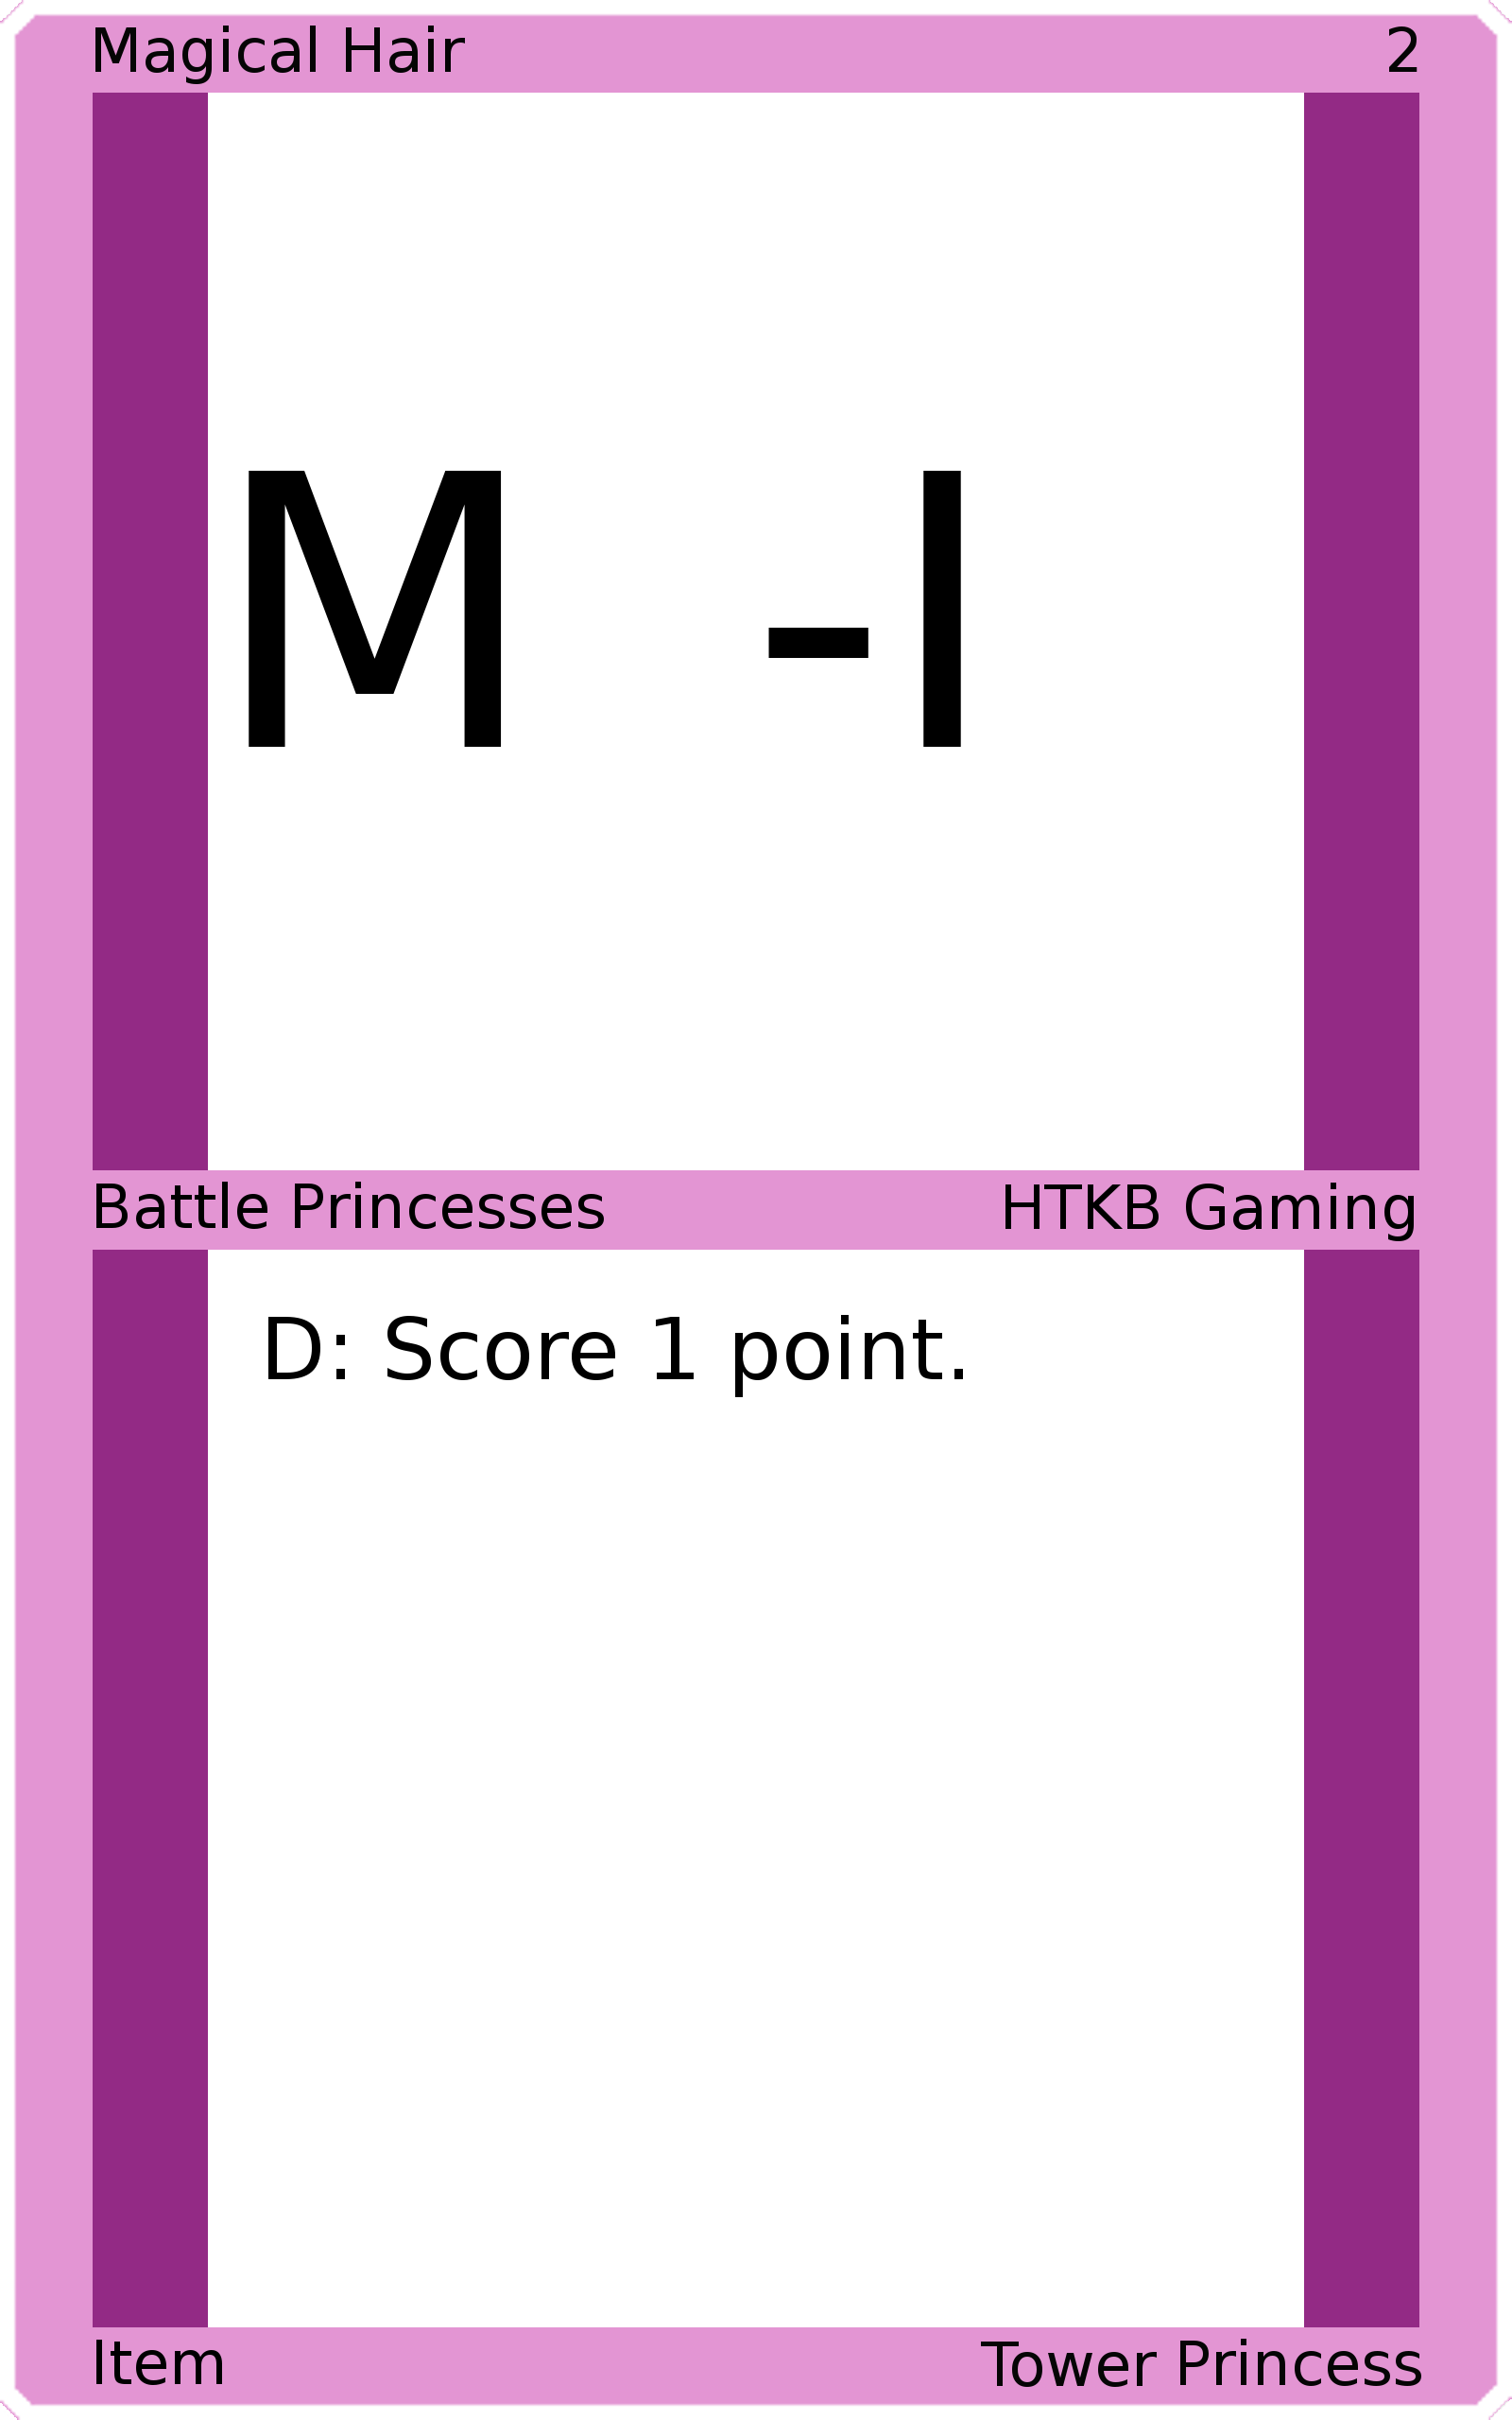 Magical Hair 2
M -I
Battle Princesses HTKB Gaming
D: Score 1 point.
Item Tower Princess